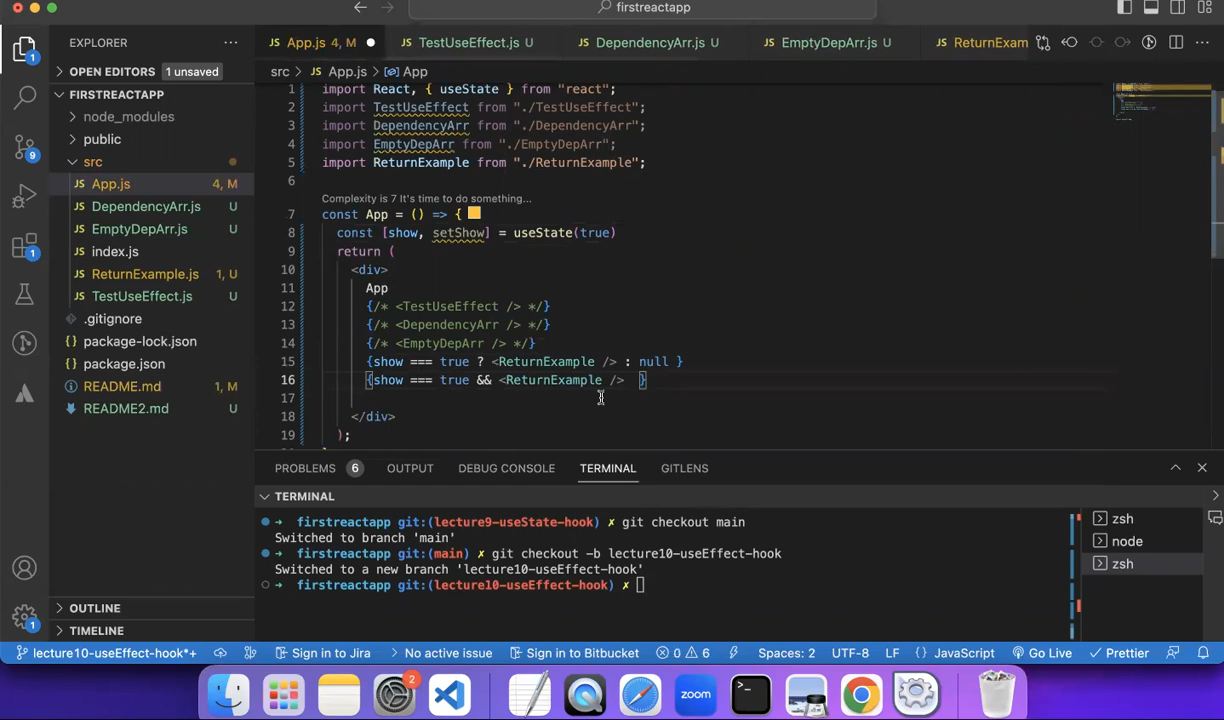 firstreactapp
EXPLORER
App.js 4, M
TestUseEffect.js U
DependencyArr.js U
EmptyDepArr.js U
ReturnExam
OPEN EDITORS 1 unsaved
src > App.js > App
FIRSTREACTAPP
node_modules
public
src
App.js 4, M
DependencyArr.js U
EmptyDepArr.js U
index.js
ReturnExample.js 1, U
TestUseEffect.js U
.gitignore
package-lock.json
package.json
README.md M
README2.md U
OUTLINE
TIMELINE
1 import React, { useState } from "react";
2 import TestUseEffect from "./TestUseEffect";
3 import DependencyArr from "./DependencyArr";
4 import EmptyDepArr from "./EmptyDepArr";
5 import ReturnExample from "./ReturnExample";
6
Complexity is 7 It's time to do something...
7 const App = () => {
8 const [show, setShow] = useState(true)
9 return (
10 <div>
11 App
12 {/* <TestUseEffect /> */}
13 {/* <DependencyArr /> */}
14 {/* <EmptyDepArr /> */}
15 {show === true ? <ReturnExample /> : null }
16 {show === true && <ReturnExample /> }
17
18 </div>
19 );
PROBLEMS 6 OUTPUT DEBUG CONSOLE TERMINAL GITLENS
TERMINAL
➜ firstreactapp git:(lecture9-useState-hook) ✗ git checkout main
Switched to branch 'main'
➜ firstreactapp git:(main) ✗ git checkout -b lecture10-useEffect-hook
Switched to a new branch 'lecture10-useEffect-hook'
➜ firstreactapp git:(lecture10-useEffect-hook) ✗
zsh
node
zsh
lecture10-useEffect-hook*+ Sign in to Jira No active issue Sign in to Bitbucket 0 6 Spaces: 2 UTF-8 LF {} JavaScript Go Live Prettier
zoom